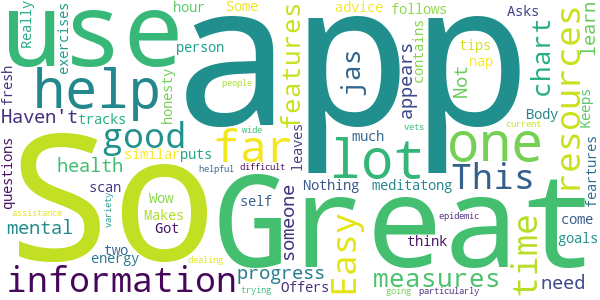 use
app
hour
Some
advice
follows
Asks
learn
Really
exercises
person
features
tips
nap
contains
appears
chart
resources
fresh
help
honesty
people
jas
Not
Haven't
tracks
good
far
lot
one
vets
Body
Keeps
current
So
Great
similar
puts
leaves
much
wide
questions
health
helpful
difficult
This
feartures
scan
self
Nothing
meditatong
someone
Wow
Makes
Got
variety
assistance
mental
two
energy
dealing
Easy
think
epidemic
time
come
goals
information
progress
Offers
trying
measures
going
particularly
need